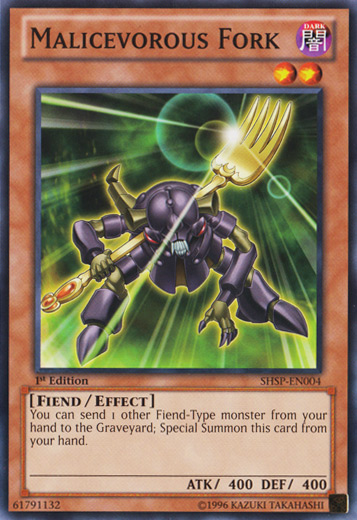 MALICEVOROUS FORK
DARK
闇
1st Edition
SHSP-EN004
[FIEND / EFFECT]
You can send 1 other Fiend-Type monster from your
hand to the Graveyard; Special Summon this card from
your hand.
ATK/ 400 DEF/ 400
61791132
©1996 KAZUKI TAKAHASHI